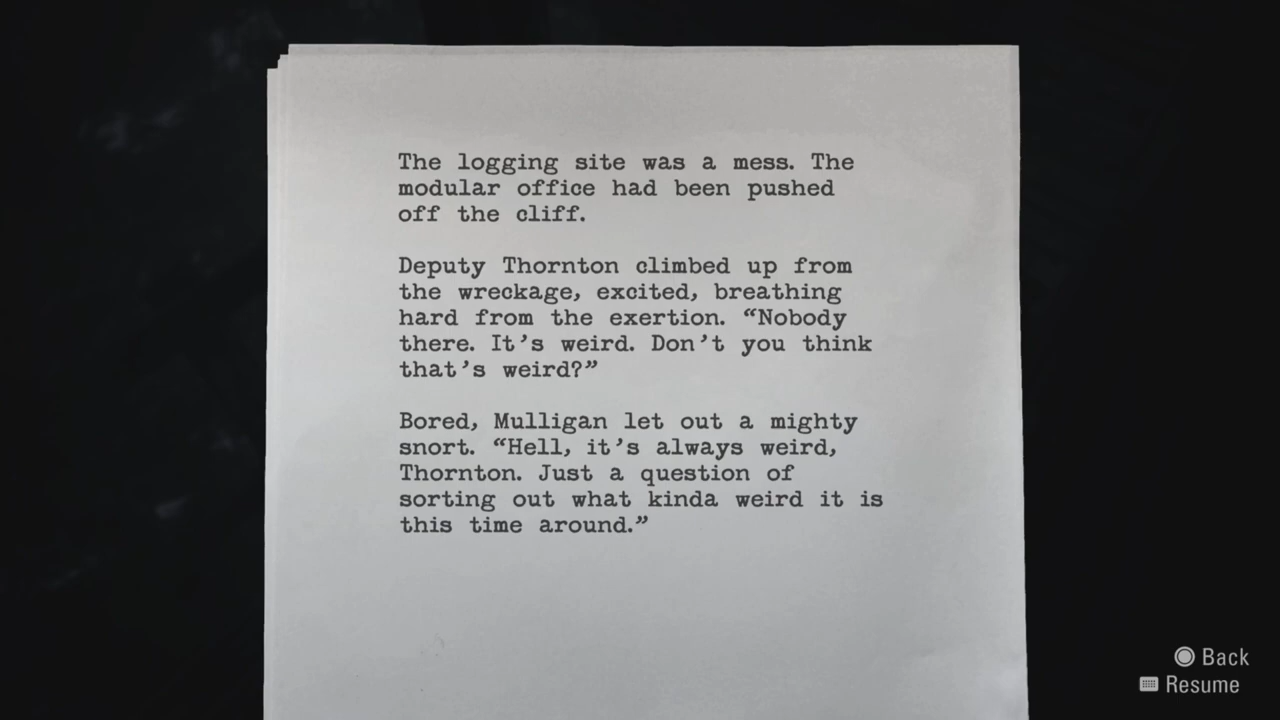 The logging site was a mess. The
modular office had been pushed
off the cliff.
Deputy Thornton climbed up from
the wreckage, excited, breathing
hard from the exertion. “Nobody
there. It’s weird. Don’t you think
that’s weird?”
Bored, Mulligan let out a mighty
snort. “Hell, it’s always weird,
Thornton. Just a question of
sorting out what kinda weird it is
this time around.”
Back
Resume